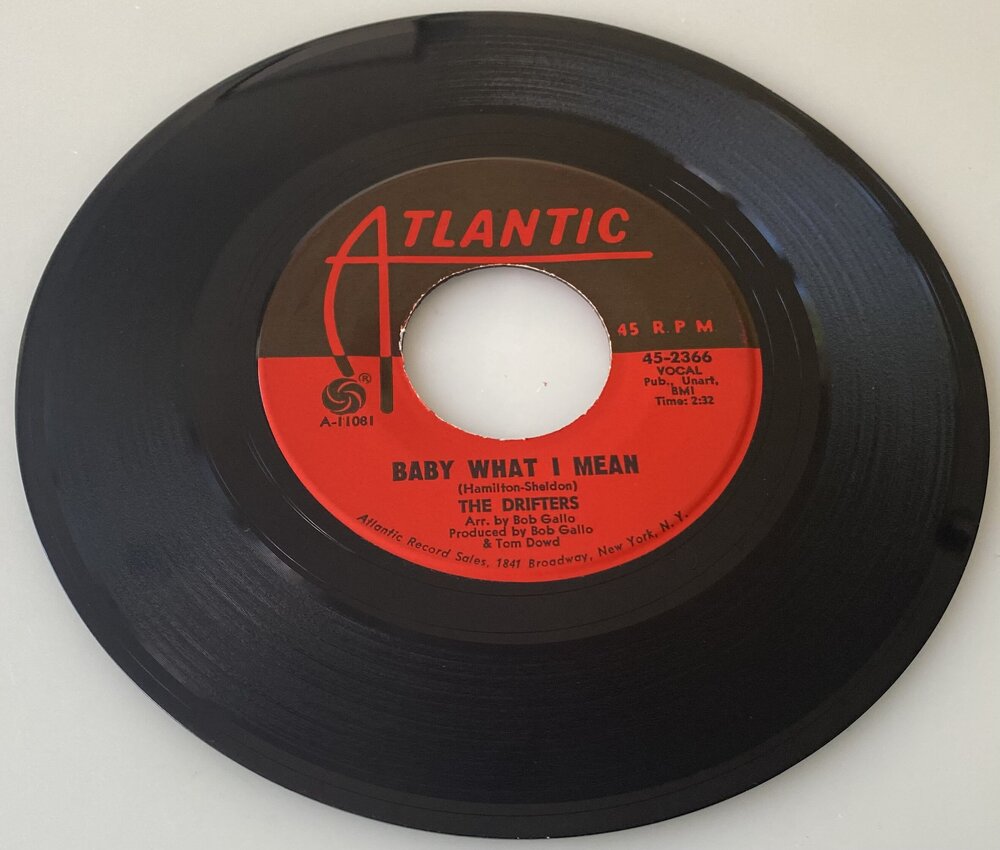 ATLANTIC
45 R.P.M.
45-2366
VOCAL
Pub., Unart,
BMI
Time: 2:32
®
A-11081
BABY WHAT I MEAN
(Hamilton-Sheldon)
THE DRIFTERS
Arr. by Bob Gallo
Produced by Bob Gallo
& Tom Dowd
Atlantic Record Sales, 1841 Broadway, New York, N. Y.